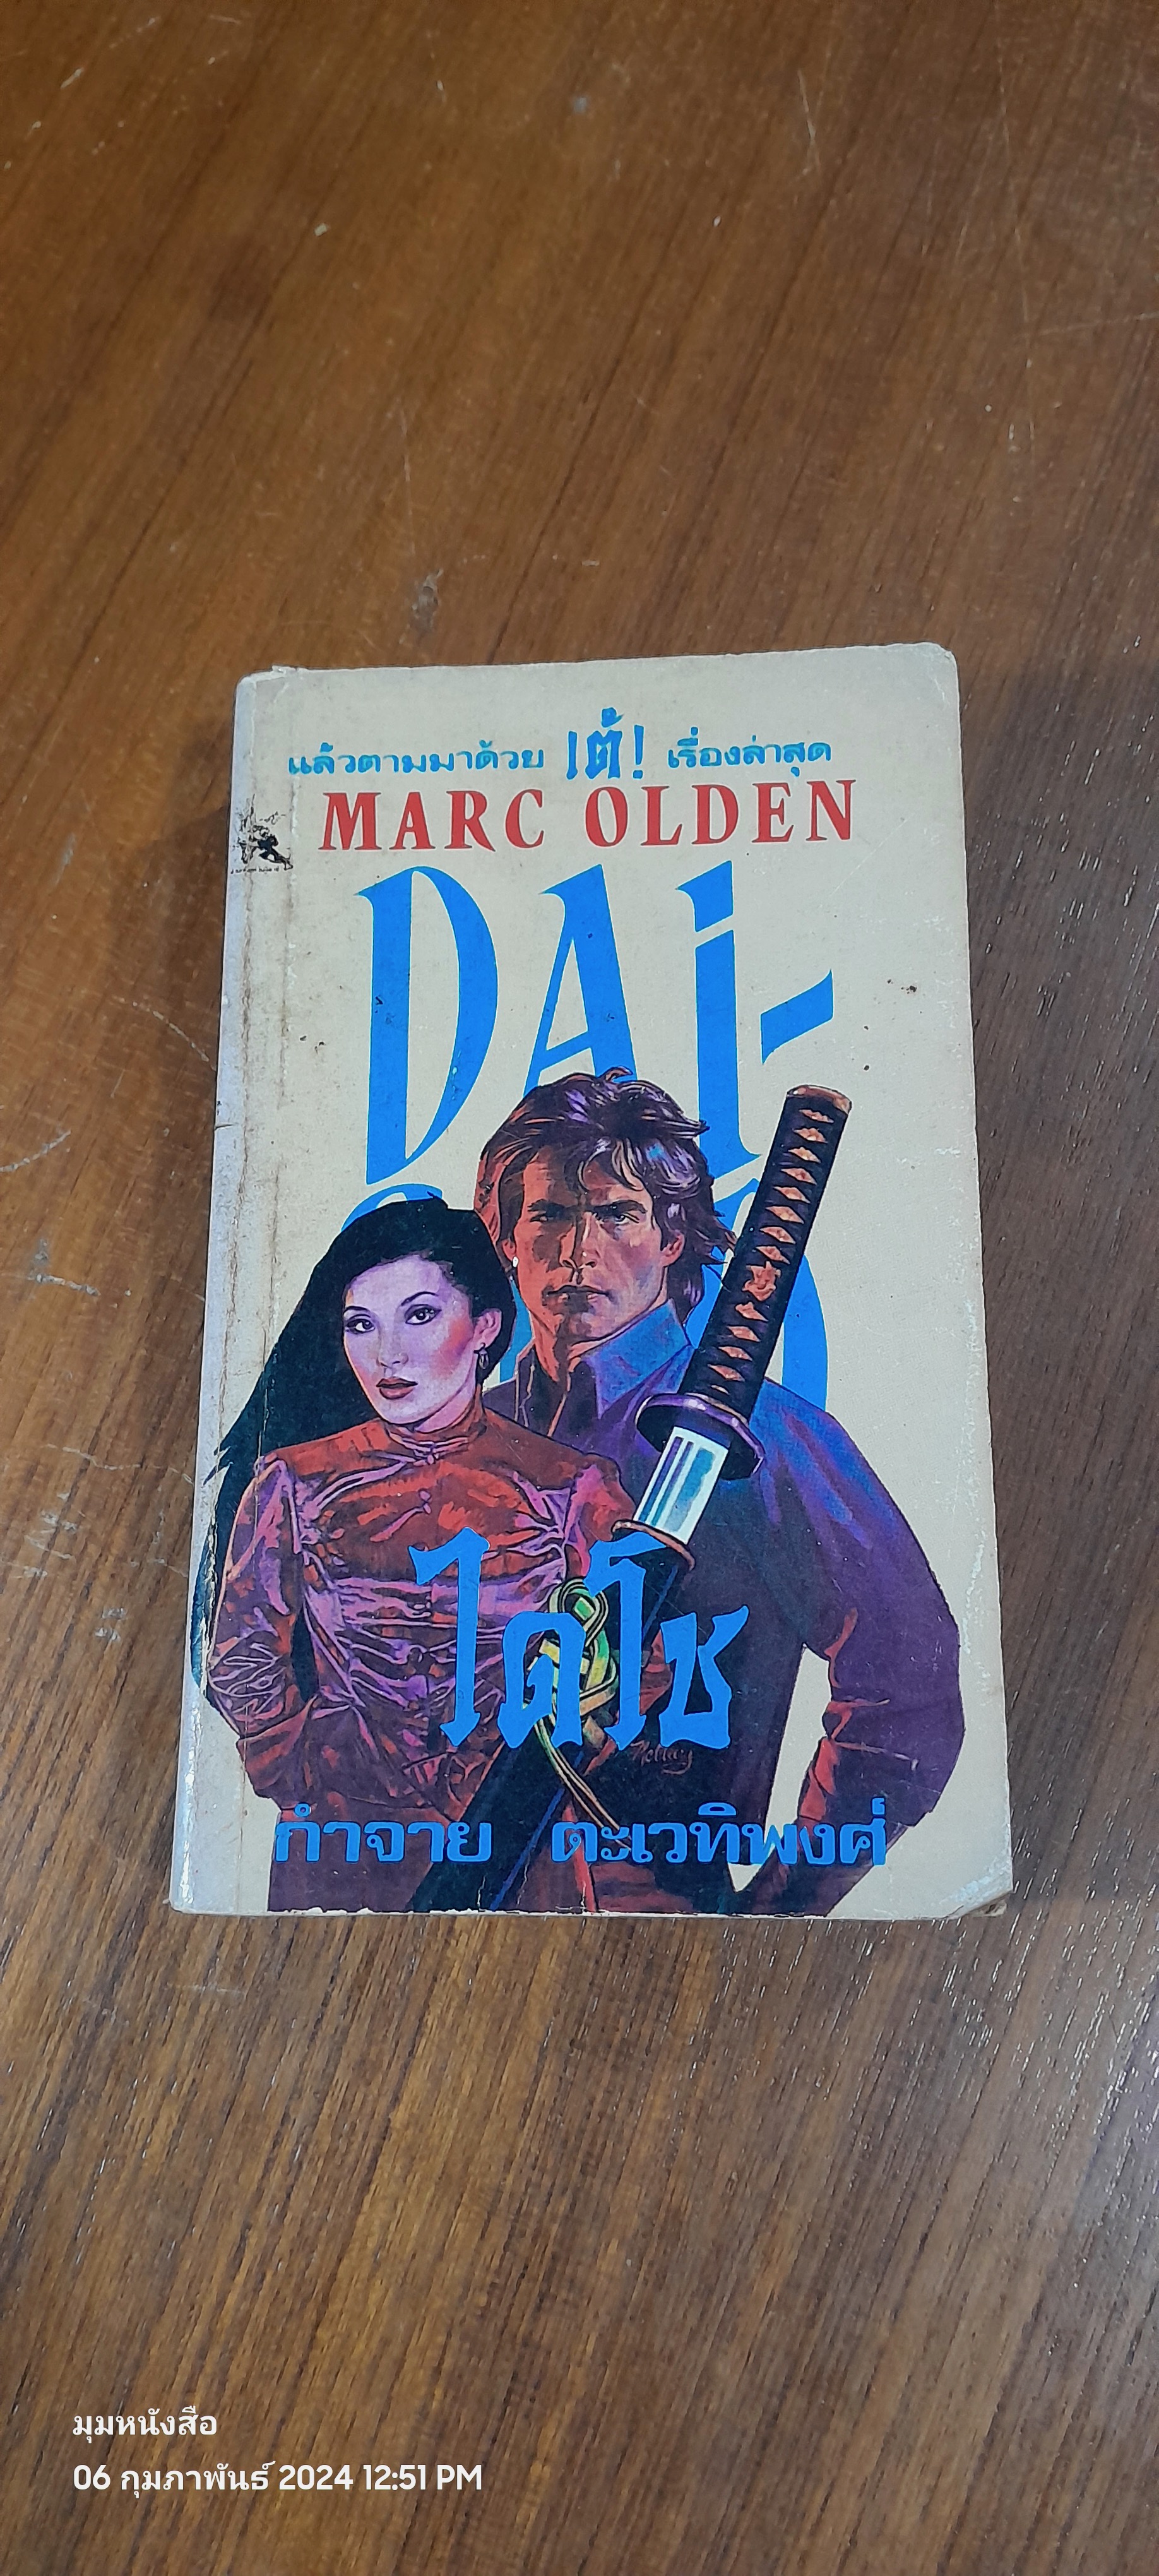 แล้วตามมาด้วย เต้! เรื่องล่าสุด
MARC OLDEN
DAI-
ไดโช
กำจาย ตะเวทิพงศ์
มุมหนังสือ
06 กุมภาพันธ์ 2024 12:51 PM